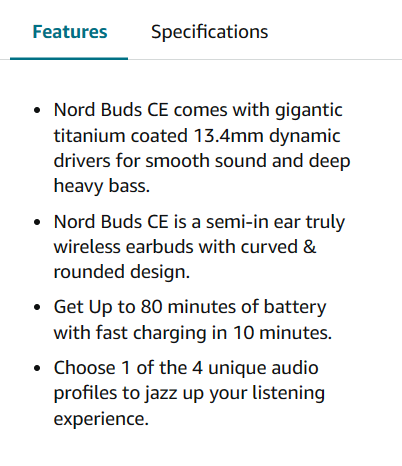 Features Specifications
• Nord Buds CE comes with gigantic
titanium coated 13.4mm dynamic
drivers for smooth sound and deep
heavy bass.
• Nord Buds CE is a semi-in ear truly
wireless earbuds with curved &
rounded design.
• Get Up to 80 minutes of battery
with fast charging in 10 minutes.
• Choose 1 of the 4 unique audio
profiles to jazz up your listening
experience.